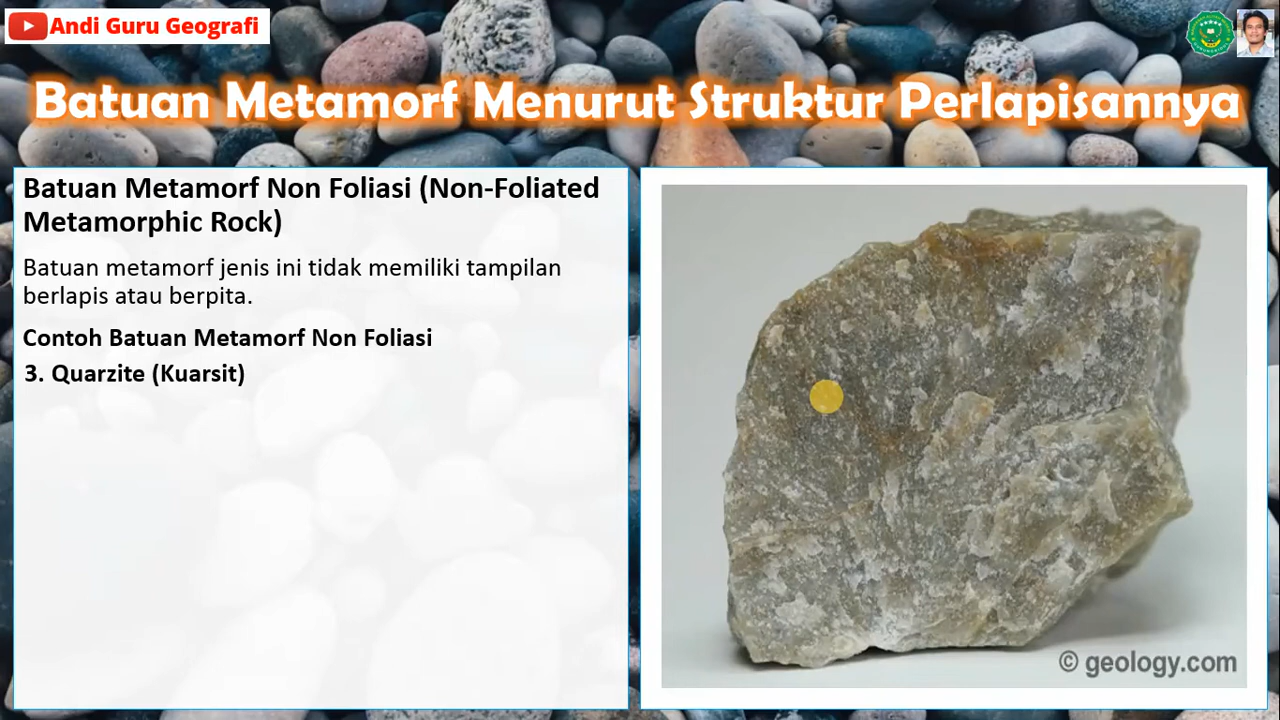 Andi Guru Geografi
Batuan Metamorf Menurut Struktur Perlapisannya
Batuan Metamorf Non Foliasi (Non-Foliated
Metamorphic Rock)
Batuan metamorf jenis ini tidak memiliki tampilan
berlapis atau berpita.
Contoh Batuan Metamorf Non Foliasi
3. Quarzite (Kuarsit)
© geology.com